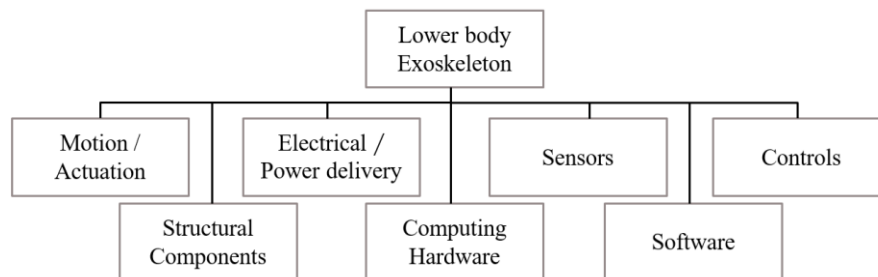 Lower body
Exoskeleton
Motion /
Actuation
Electrical /
Power delivery
Sensors
Controls
Structural
Components
Computing
Hardware
Software